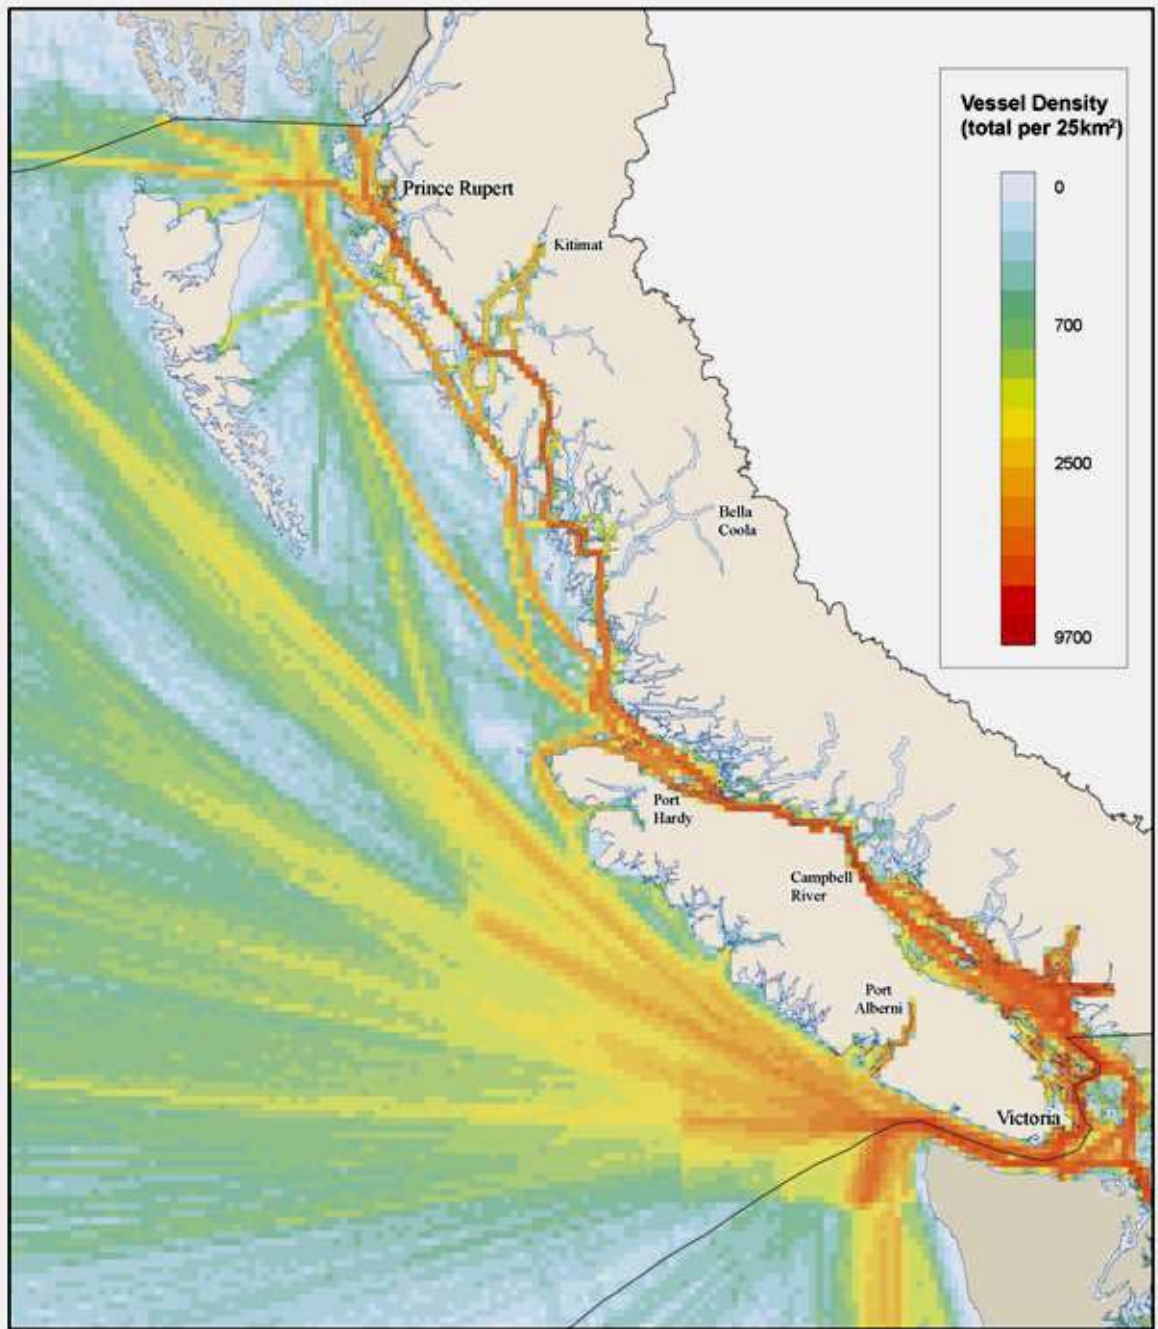 Vessel Density
(total per 25km²)
0
700
2500
9700
Prince Rupert
Kitimat
Bella
Coola
Port
Hardy
Campbell
River
Port
Alberni
Victoria